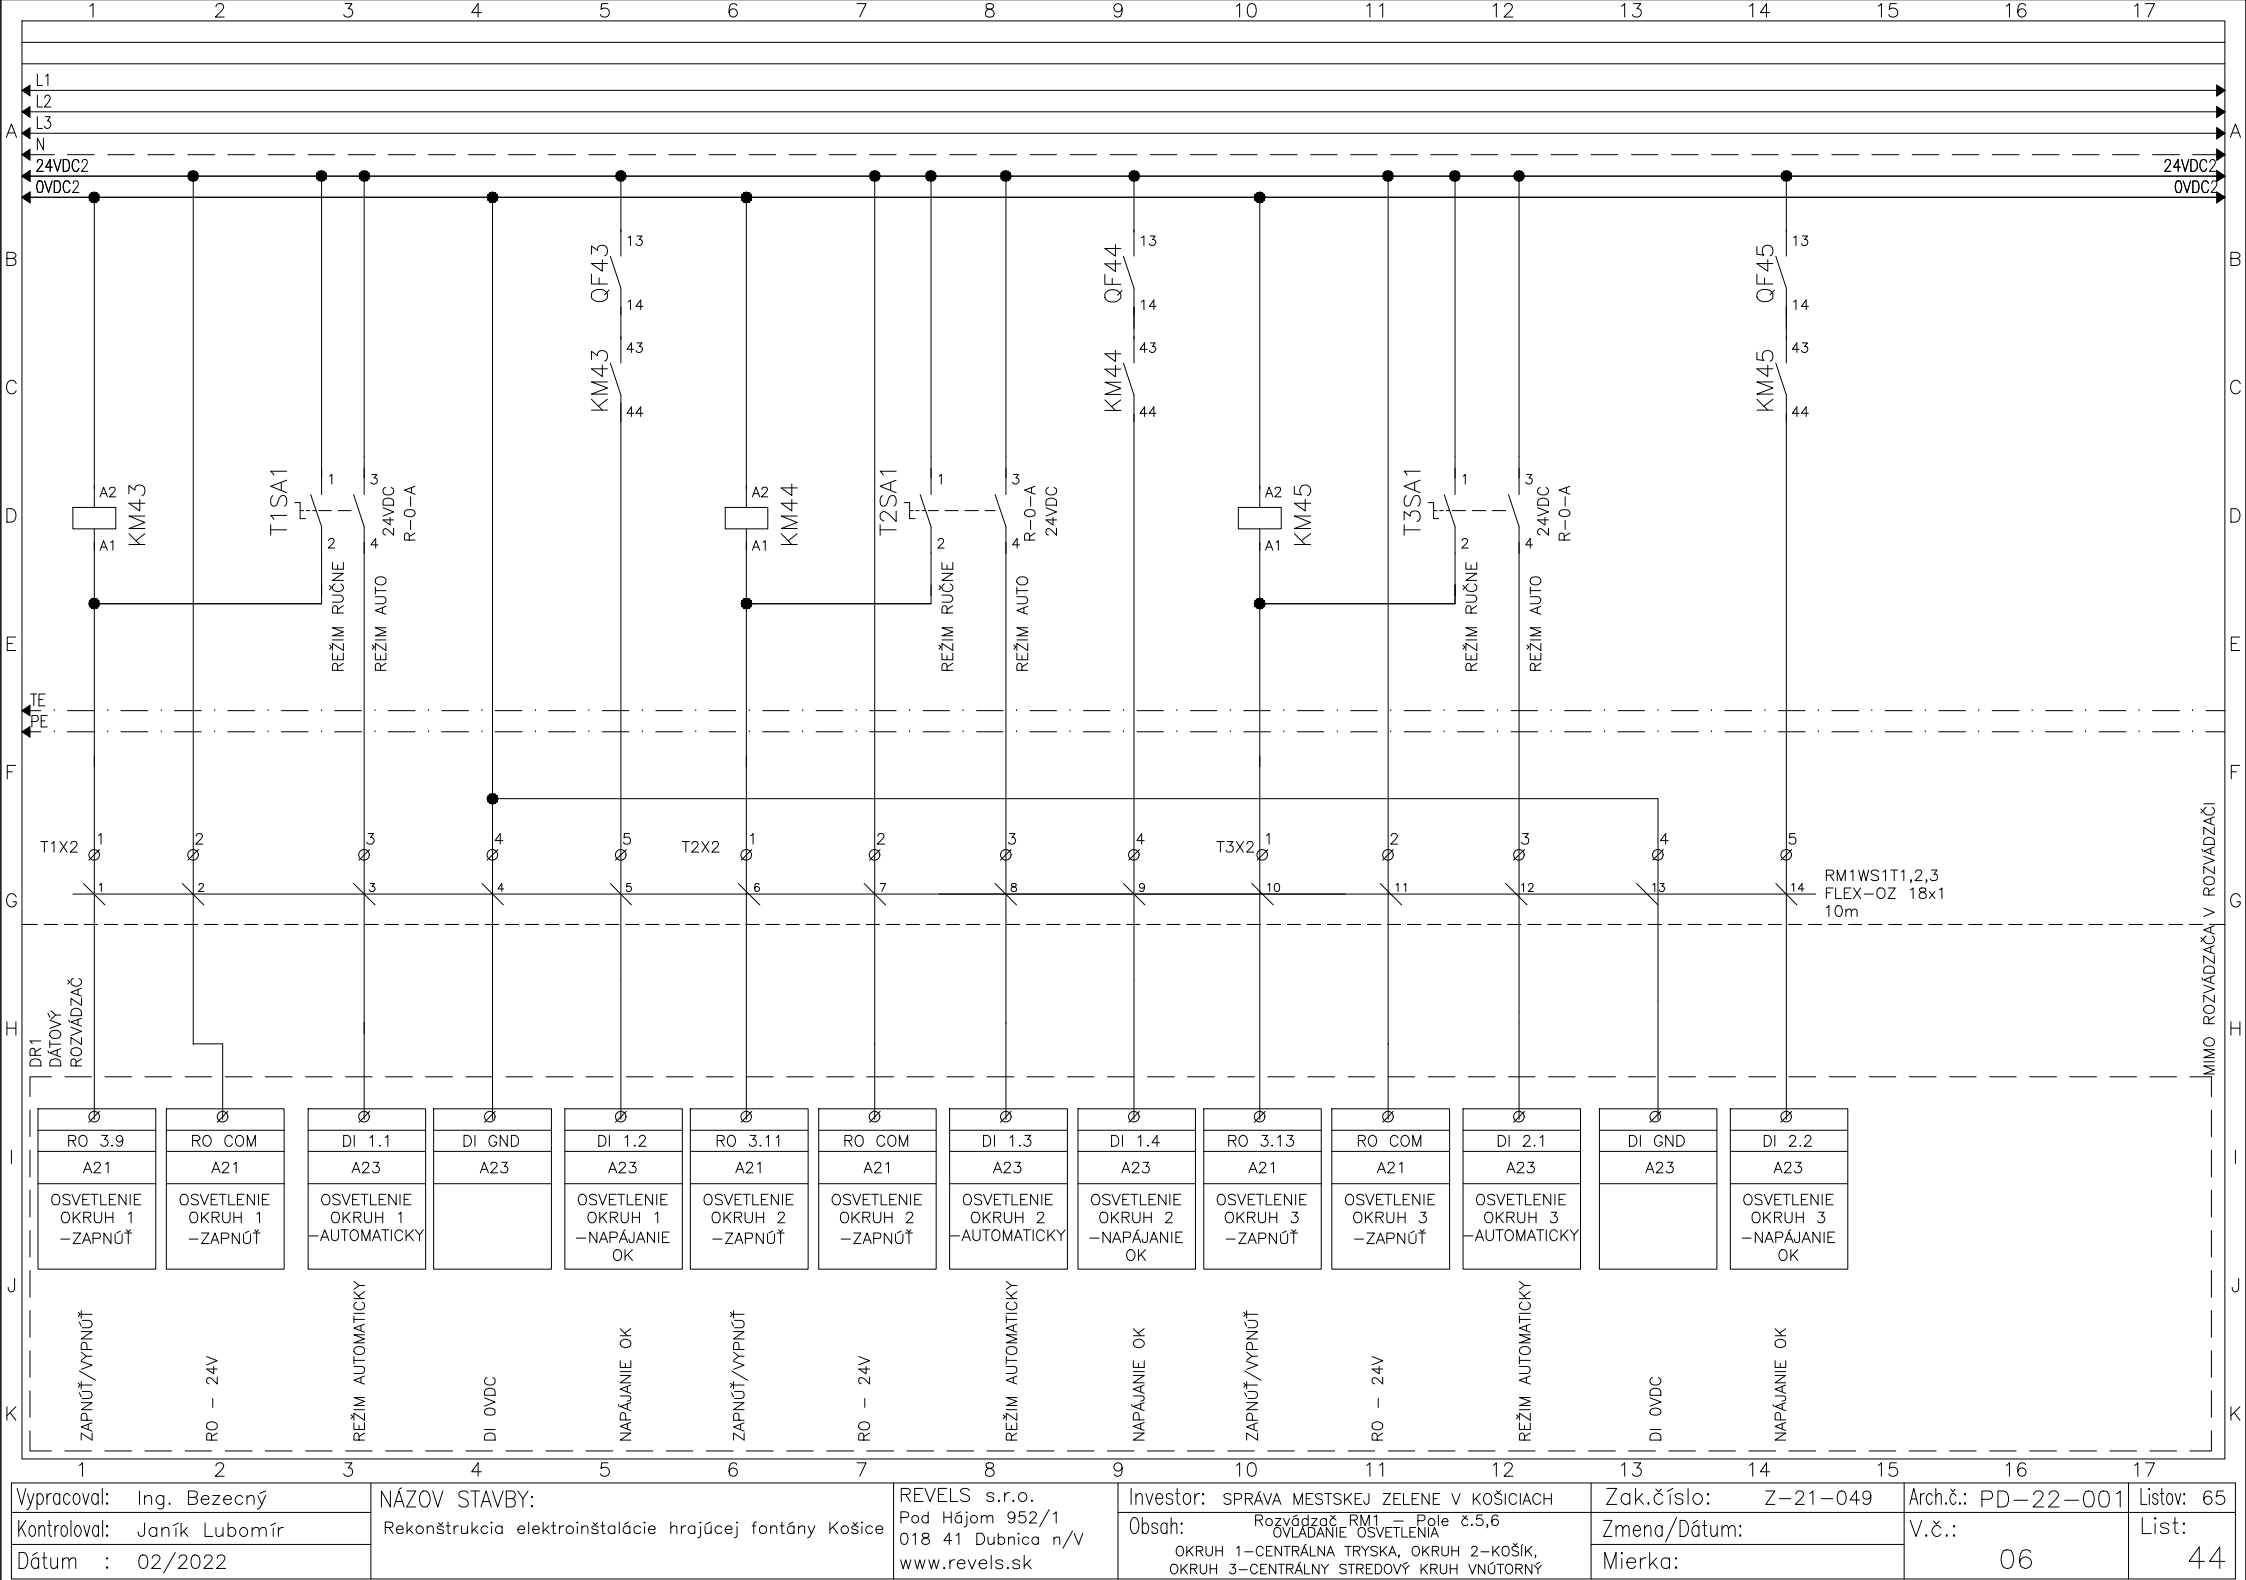 1 2 3 4 5 6 7 8 9 10 11 12 13 14 15 16 17
L1
L2
L3
A A
N
24VDC2 24VDC2
0VDC2 0VDC2
13 13 13
B B
QF43 QF44 QF45
14 14 14
43 43 43
KM43 KM44 KM45
C C
44 44 44
1 3 1 3 1 3
A2 A2 A2
KM43 T1SA1 24VDC R-0-A KM44 T2SA1 R-0-A 24VDC KM45 T3SA1 24VDC R-0-A
D D
A1 2 4 A1 2 4 A1 2 4
REŽIM RUČNE REŽIM AUTO REŽIM RUČNE REŽIM AUTO REŽIM RUČNE REŽIM AUTO
E E
TE
PE
F F
T1X2 1 2 3 4 5 T2X2 1 2 3 4 T3X2 1 2 3 4 5
1 2 3 4 5 6 7 8 9 10 11 12 13 14
RM1WS1T1,2,3
FLEX-OZ 18x1
10m
G G
V ROZVÁDZAČI
MIMO ROZVÁDZAČA
H H
DR1
DÁTOVÝ
ROZVÁDZAČ
RO 3.9 RO COM DI 1.1 DI GND DI 1.2 RO 3.11 RO COM DI 1.3 DI 1.4 RO 3.13 RO COM DI 2.1 DI GND DI 2.2
I I
A21 A21 A23 A23 A23 A21 A21 A23 A23 A21 A21 A23 A23 A23
OSVETLENIE OSVETLENIE OSVETLENIE OSVETLENIE OSVETLENIE OSVETLENIE OSVETLENIE OSVETLENIE OSVETLENIE OSVETLENIE OSVETLENIE OSVETLENIE
OKRUH 1 OKRUH 1 OKRUH 1 OKRUH 1 OKRUH 2 OKRUH 2 OKRUH 2 OKRUH 2 OKRUH 3 OKRUH 3 OKRUH 3 OKRUH 3
-ZAPNÚŤ -ZAPNÚŤ -AUTOMATICKY -NAPÁJANIE -ZAPNÚŤ -ZAPNÚŤ -AUTOMATICKY -NAPÁJANIE -ZAPNÚŤ -ZAPNÚŤ -AUTOMATICKY -NAPÁJANIE
OK OK OK
J J
ZAPNÚŤ/VYPNÚŤ RO - 24V REŽIM AUTOMATICKY DI 0VDC NAPÁJANIE OK ZAPNÚŤ/VYPNÚŤ RO - 24V REŽIM AUTOMATICKY NAPÁJANIE OK ZAPNÚŤ/VYPNÚŤ RO - 24V REŽIM AUTOMATICKY DI 0VDC NAPÁJANIE OK
K K
1 2 3 4 5 6 7 8 9 10 11 12 13 14 15 16 17
Vypracoval: Ing. Bezecný
Kontroloval: Janík Lubomír
Dátum : 02/2022
NÁZOV STAVBY:
Rekonštrukcia elektroinštalácie hrajúcej fontány Košice
REVELS s.r.o.
Pod Hájom 952/1
018 41 Dubnica n/V
www.revels.sk
Investor: SPRÁVA MESTSKEJ ZELENE V KOŠICIACH
Obsah: Rozvádzač RM1 - Pole č.5,6
OVLÁDANIE OSVETLENIA
OKRUH 1-CENTRÁLNA TRYSKA, OKRUH 2-KOŠÍK,
OKRUH 3-CENTRÁLNY STREDOVÝ KRUH VNÚTORNÝ
Zak.číslo: Z-21-049
Zmena/Dátum:
Mierka:
Arch.č.: PD-22-001
V.č.:
06
Listov: 65
List:
44